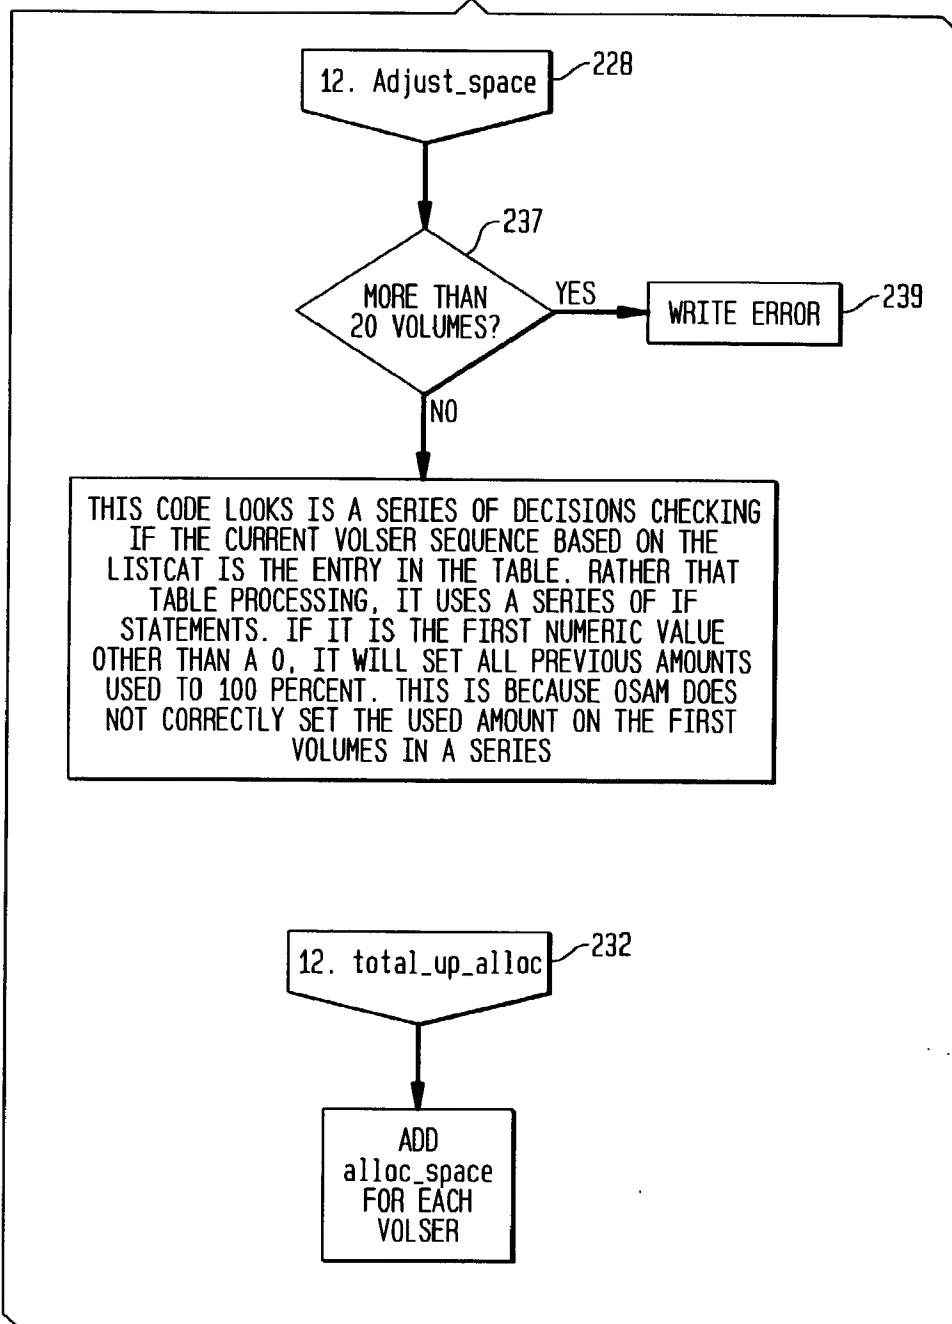 12. Adjust_space
228
237
MORE THAN
20 VOLUMES?
YES
WRITE ERROR
239
NO
THIS CODE LOOKS IS A SERIES OF DECISIONS CHECKING
IF THE CURRENT VOLSER SEQUENCE BASED ON THE
LISTCAT IS THE ENTRY IN THE TABLE. RATHER THAT
TABLE PROCESSING, IT USES A SERIES OF IF
STATEMENTS. IF IT IS THE FIRST NUMERIC VALUE
OTHER THAN A 0, IT WILL SET ALL PREVIOUS AMOUNTS
USED TO 100 PERCENT. THIS IS BECAUSE OSAM DOES
NOT CORRECTLY SET THE USED AMOUNT ON THE FIRST
VOLUMES IN A SERIES
12. total_up_alloc
232
ADD
alloc_space
FOR EACH
VOLSER